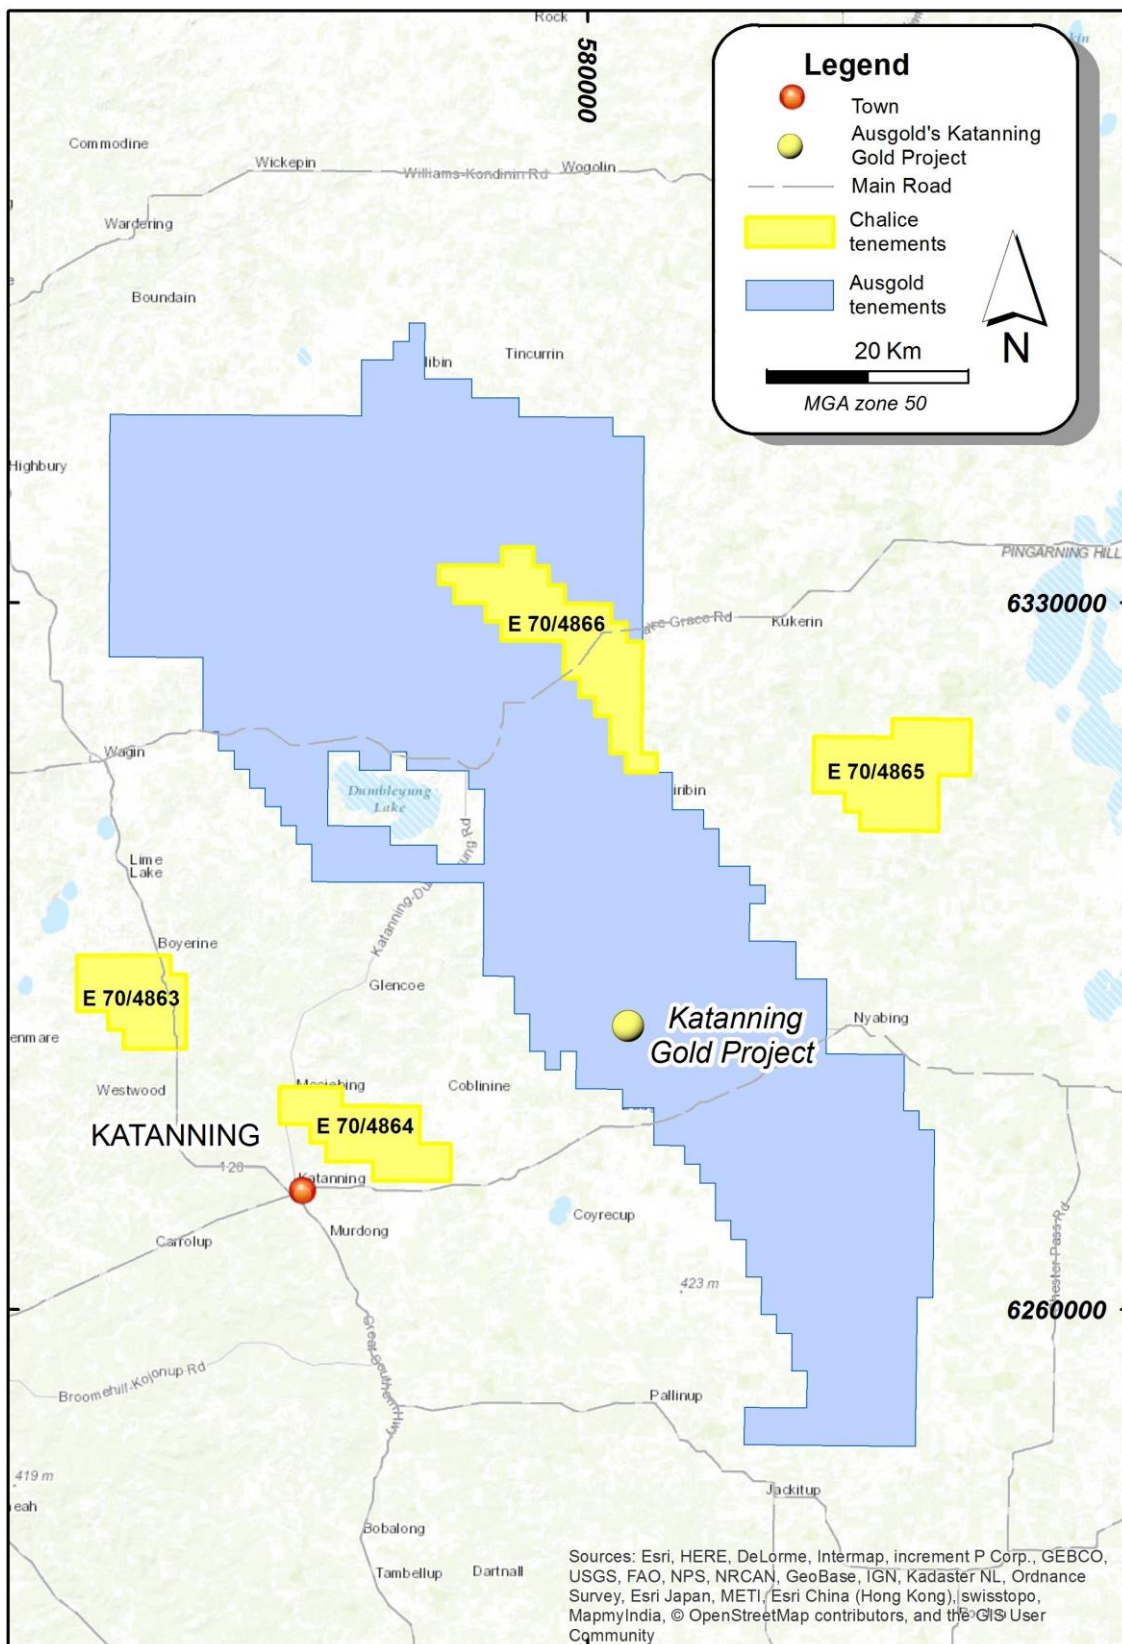 Rock
580000
Legend
Town
Ausgold's Katanning
Gold Project
Main Road
Chalice
tenements
Ausgold
tenements
N
20 Km
MGA zone 50
Commodine
Wickepin
Williams-Kondinin Rd
Wogolin
Wardering
Boundain
Tincurrin
Highbury
PINGARNING HILL
6330000
E 70/4866
Kukerin
Wagin
E 70/4865
Dumbleyung
Lake
Lime
Lake
Boyerine
Glencoe
E 70/4863
Katanning
Gold Project
Nyabing
Westwood
Coblinine
KATANNING
E 70/4864
120
Katanning
Coyrecup
Murdong
Carrolup
423 m
6260000
Great Southern Hwy
Broomehill-Kojonup Rd
Pallinup
419 m
Jackitup
Bobalong
Tambellup
Dartnall
Sources: Esri, HERE, DeLorme, Intermap, increment P Corp., GEBCO,
USGS, FAO, NPS, NRCAN, GeoBase, IGN, Kadaster NL, Ordnance
Survey, Esri Japan, METI, Esri China (Hong Kong), swisstopo,
MapmyIndia, © OpenStreetMap contributors, and the GIS User
Community